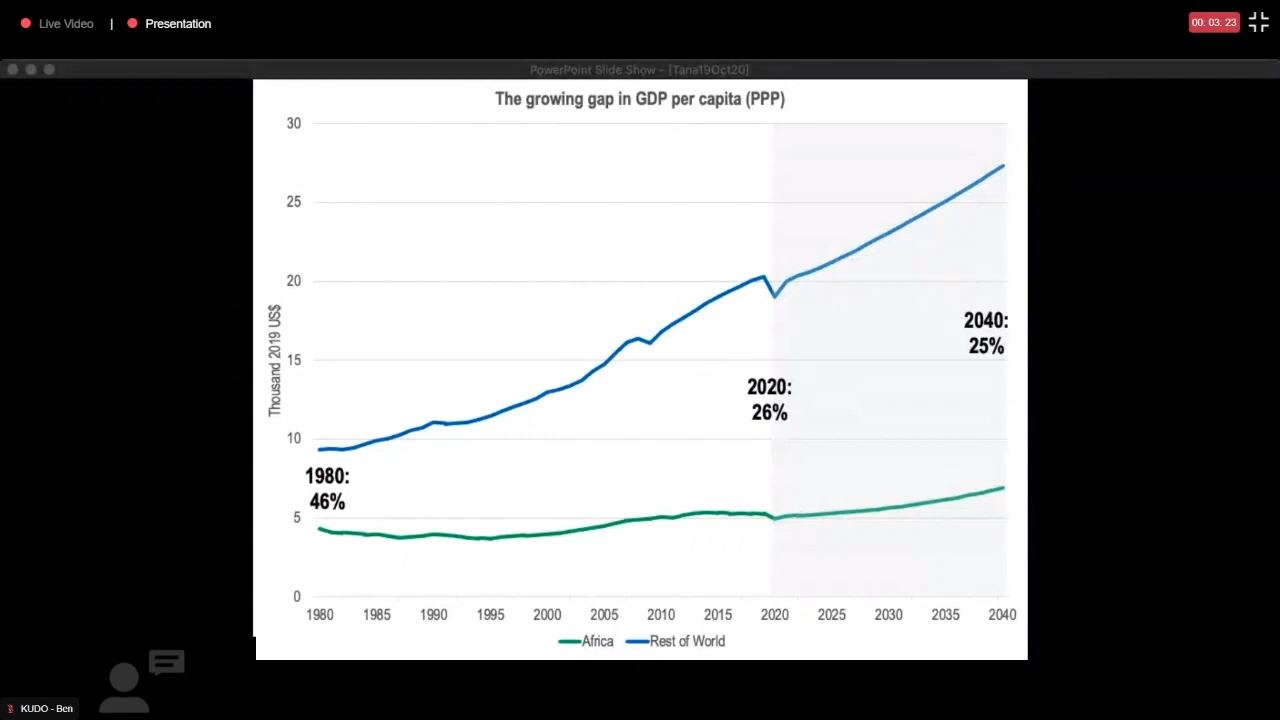 Live Video | Presentation
00: 03: 23
PowerPoint Slide Show - [Tana19Oct20]
The growing gap in GDP per capita (PPP)
30
25
20
15
10
5
0
Thousand 2019 US$
1980:
46%
2020:
26%
2040:
25%
1980 1985 1990 1995 2000 2005 2010 2015 2020 2025 2030 2035 2040
Africa Rest of World
KUDO - Ben